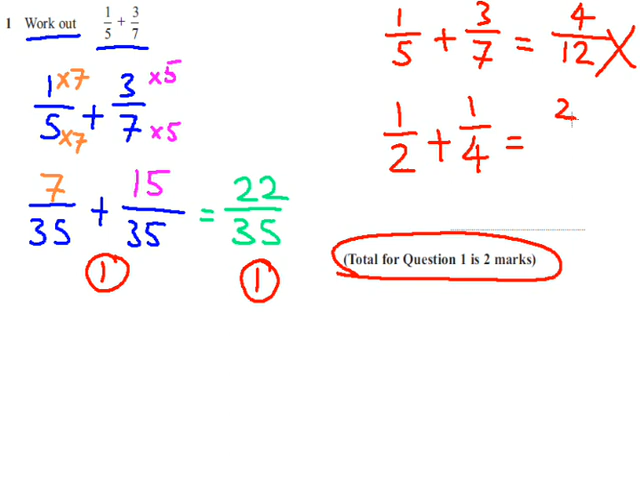 1 Work out 1/5 + 3/7
1×7/5×7 + 3×5/7×5
7/35 + 15/35 = 22/35
1 1
1/5 + 3/7 = 4/12 X
1/2 + 1/4 = 2
(Total for Question 1 is 2 marks)